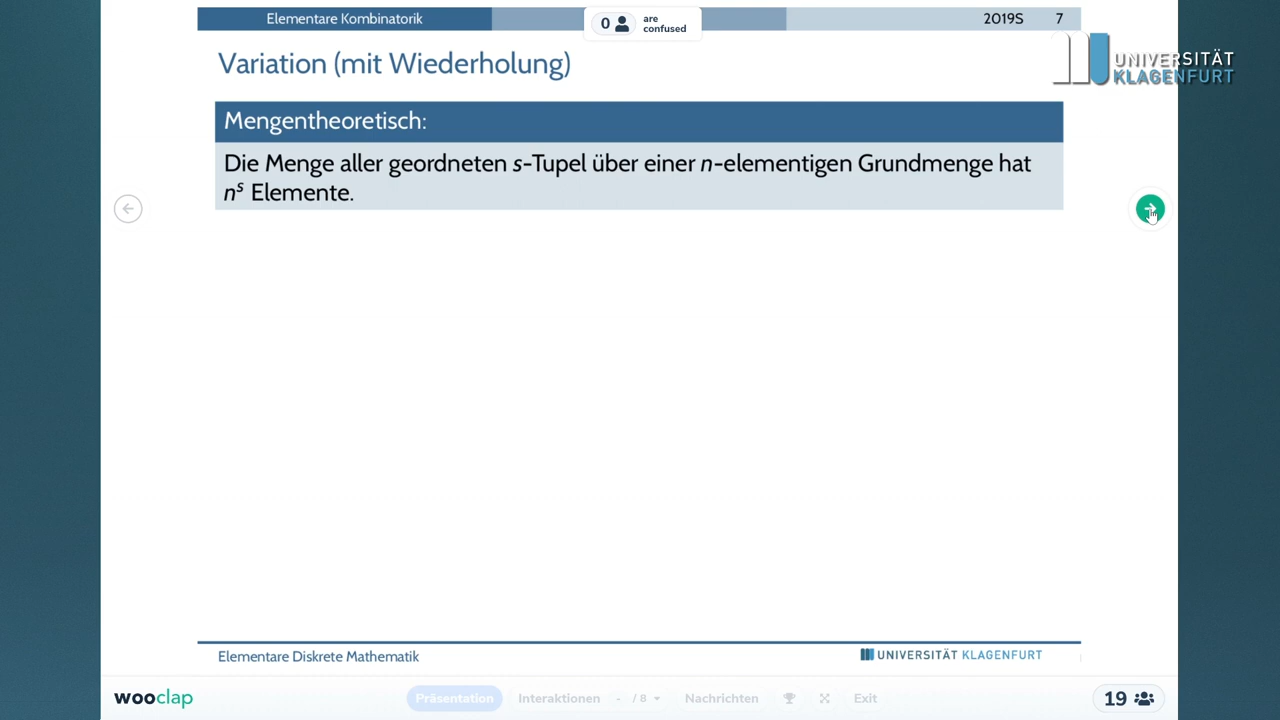 Elementare Kombinatorik
0 are confused
2019S 7
Variation (mit Wiederholung)
UNIVERSITÄT
KLAGENFURT
Mengentheoretisch:
Die Menge aller geordneten s-Tupel über einer n-elementigen Grundmenge hat
nˢ Elemente.
Elementare Diskrete Mathematik
UNIVERSITÄT KLAGENFURT
wooclap
Präsentation
Interaktionen - / 8
Nachrichten
Exit
19